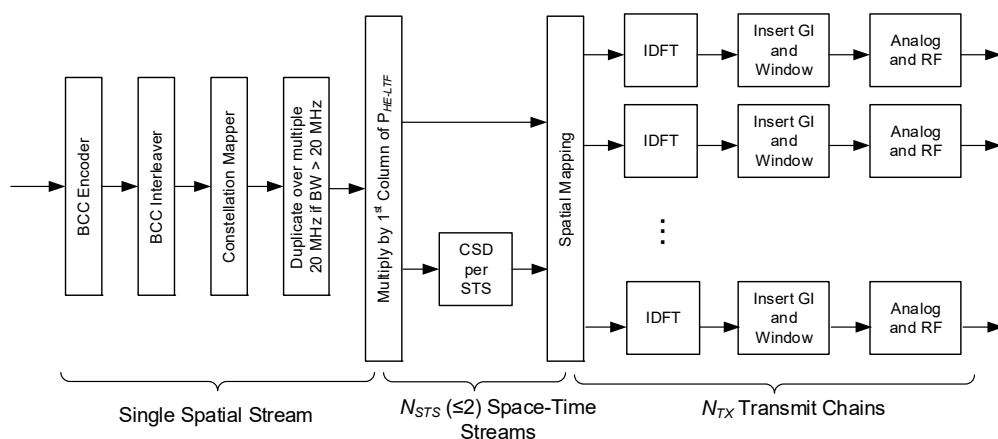 BCC Encoder
BCC Interleaver
Constellation Mapper
Duplicate over multiple
20 MHz if BW > 20 MHz
Multiply by 1st Column of PHE-LTF
CSD
per
STS
Spatial Mapping
IDFT
Insert GI
and
Window
Analog
and RF
IDFT
Insert GI
and
Window
Analog
and RF
...
IDFT
Insert GI
and
Window
Analog
and RF
Single Spatial Stream
NSTS (≤2) Space-Time
Streams
NTX Transmit Chains